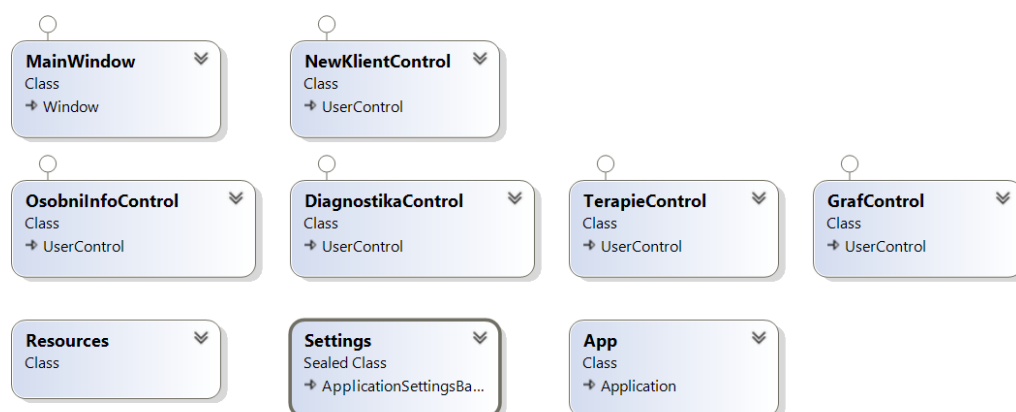 MainWindow
Class
Window
NewKlientControl
Class
UserControl
OsobniInfoControl
Class
UserControl
DiagnostikaControl
Class
UserControl
TerapieControl
Class
UserControl
GrafControl
Class
UserControl
Resources
Class
Settings
Sealed Class
ApplicationSettingsBa...
App
Class
Application